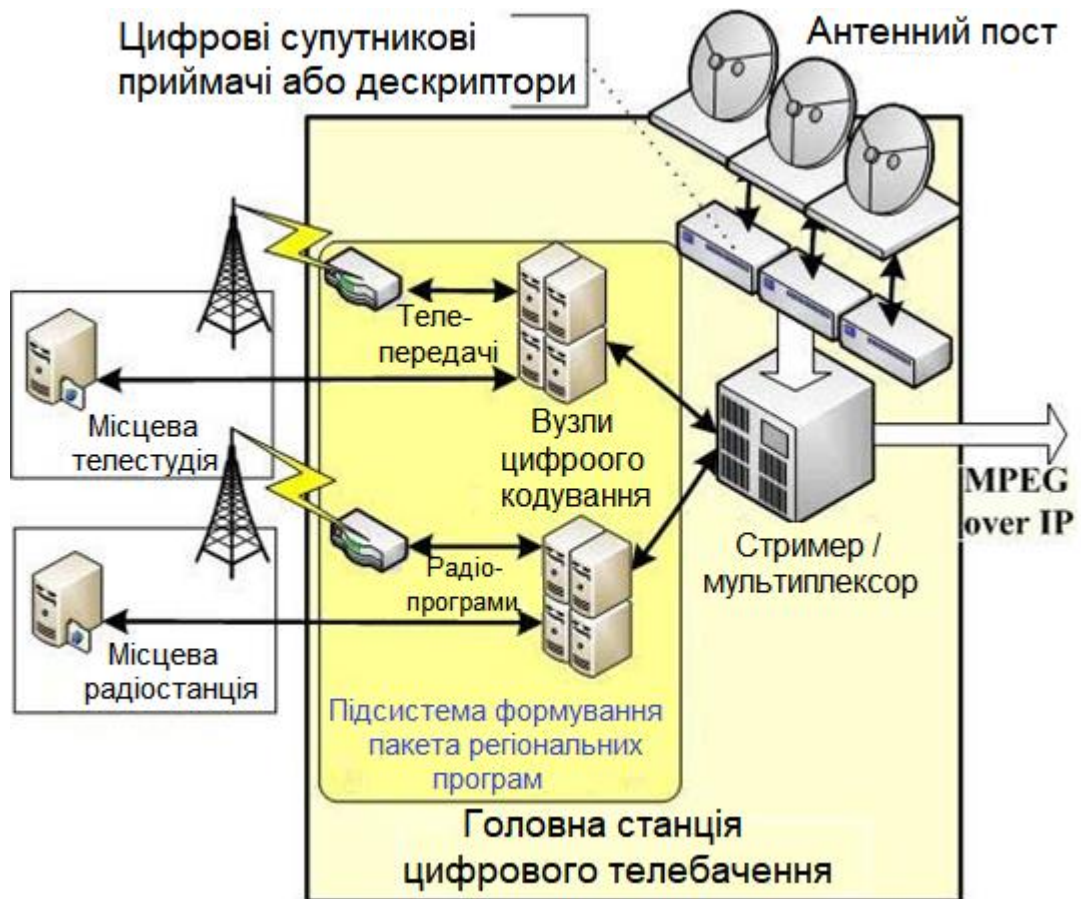 Цифрові супутникові
приймачі або дескриптори
Антенний пост
Теле-
передачі
Місцева
телестудія
Вузли
цифроого
кодування
MPEG
over IP
Стример /
мультиплексор
Радіо-
програми
Місцева
радіостанція
Підсистема формування
пакета регіональних
програм
Головна станція
цифрового телебачення